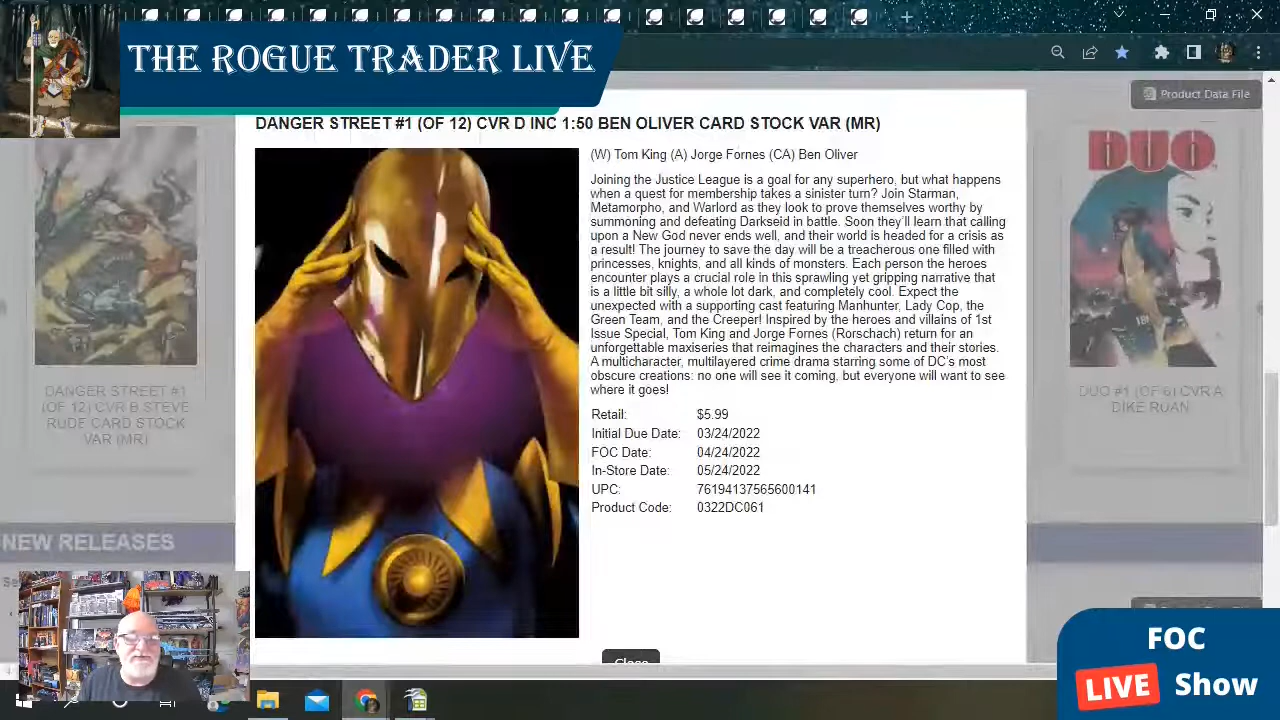 THE ROGUE TRADER LIVE
Product Data File
DANGER STREET #1 (OF 12) CVR D INC 1:50 BEN OLIVER CARD STOCK VAR (MR)
(W) Tom King (A) Jorge Fornes (CA) Ben Oliver
Joining the Justice League is a goal for any superhero, but what happens
when a quest for membership takes a sinister turn? Join Starman,
Metamorpho, and Warlord as they look to prove themselves worthy by
summoning and defeating Darkseid in battle. Soon they'll learn that calling
upon a New God never ends well, and their world is headed for a crisis as
a result! The journey to save the day will be a treacherous one filled with
princesses, knights, and all kinds of monsters. Each person the heroes
encounter plays a crucial role in this sprawling yet gripping narrative that
is a little bit silly, a whole lot dark, and completely cool. Expect the
unexpected with a supporting cast featuring Manhunter, Lady Cop, the
Green Team, and the Creeper! Inspired by the heroes and villains of 1st
Issue Special, Tom King and Jorge Fornes (Rorschach) return for an
unforgettable maxiseries that reimagines the characters and their stories.
A multicharacter, multilayered crime drama starring some of DC's most
obscure creations: no one will see it coming, but everyone will want to see
where it goes!
Retail: $5.99
Initial Due Date: 03/24/2022
FOC Date: 04/24/2022
In-Store Date: 05/24/2022
UPC: 76194137565600141
Product Code: 0322DC061
Close
DANGER STREET #1
(OF 12) CVR B STEVE
RUDE CARD STOCK
VAR (MR)
DUO
DUO #1 (OF 6) CVR A
DIKE RUAN
NEW RELEASES
FOC
LIVE Show